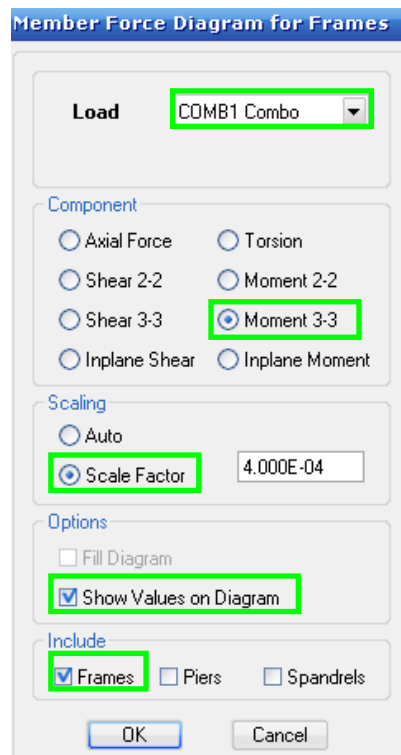 Member Force Diagram for Frames
Load COMB1 Combo
Component
Axial Force Torsion
Shear 2-2 Moment 2-2
Shear 3-3 Moment 3-3
Inplane Shear Inplane Moment
Scaling
Auto
Scale Factor 4.000E-04
Options
Fill Diagram
Show Values on Diagram
Include
Frames Piers Spandrels
OK Cancel